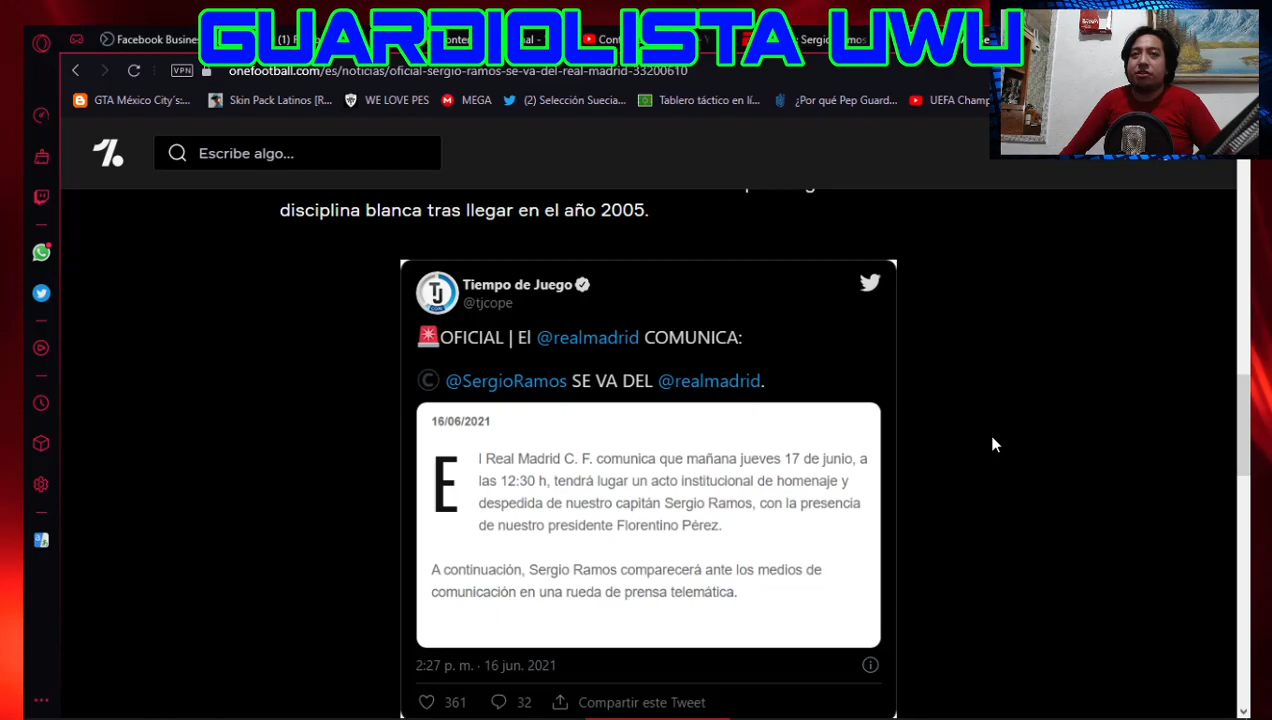 GUARDIOLISTA UWU
Facebook Busine
onefootball.com/es/noticias/oficial-sergio-ramos-se-va-del-real-madrid-33200610
VPN
GTA México City's:...
Skin Pack Latinos [R...
WE LOVE PES
MEGA
(2) Selección Suecia...
Tablero táctico en lí...
¿Por qué Pep Guard...
UEFA Champ
Escribe algo...
disciplina blanca tras llegar en el año 2005.
Tiempo de Juego
@tjcope
OFICIAL | El @realmadrid COMUNICA:
© @SergioRamos SE VA DEL @realmadrid.
16/06/2021
El Real Madrid C. F. comunica que mañana jueves 17 de junio, a
las 12:30 h, tendrá lugar un acto institucional de homenaje y
despedida de nuestro capitán Sergio Ramos, con la presencia
de nuestro presidente Florentino Pérez.
A continuación, Sergio Ramos comparecerá ante los medios de
comunicación en una rueda de prensa telemática.
2:27 p. m. · 16 jun. 2021
361
32
Compartir este Tweet